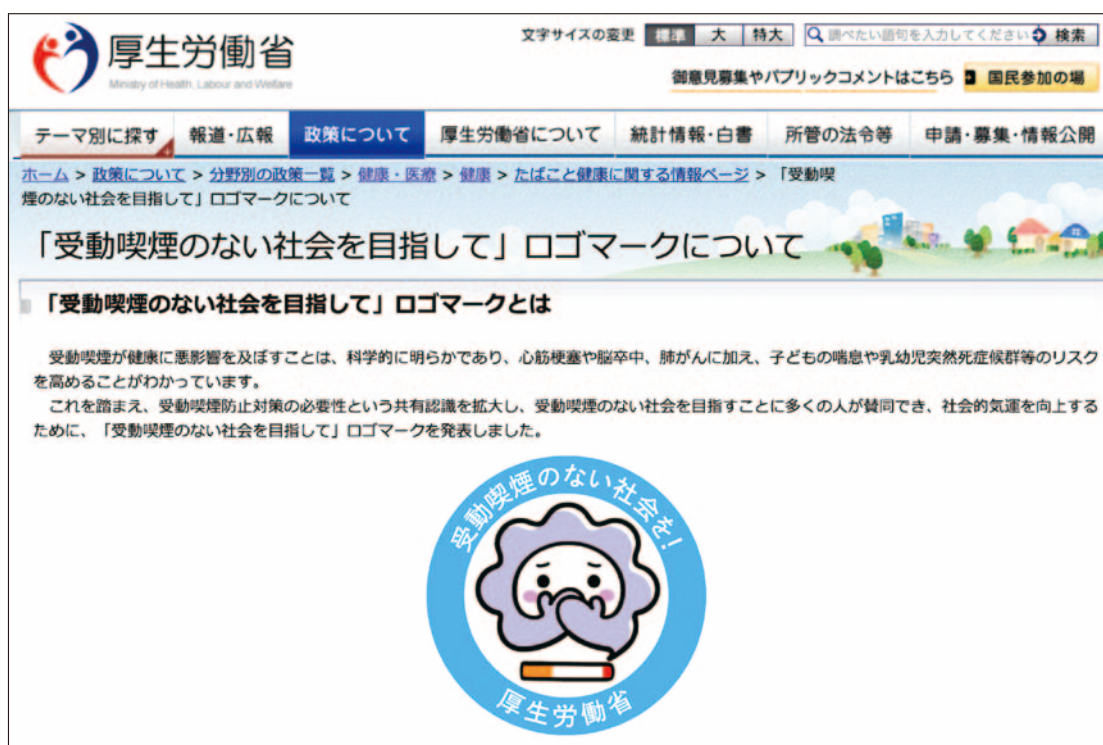 文字サイズの変更 標準 大 特大 調べたい語句を入力してください 検索
厚生労働省
Ministry of Health, Labour and Welfare
御意見募集やパブリックコメントはこちら 国民参加の場
テーマ別に探す 報道・広報 政策について 厚生労働省について 統計情報・白書 所管の法令等 申請・募集・情報公開
ホーム > 政策について > 分野別の政策一覧 > 健康・医療 > 健康 > たばこと健康に関する情報ページ > 「受動喫
煙のない社会を目指して」ロゴマークについて
「受動喫煙のない社会を目指して」ロゴマークについて
「受動喫煙のない社会を目指して」ロゴマークとは
受動喫煙が健康に悪影響を及ぼすことは、科学的に明らかであり、心筋梗塞や脳卒中、肺がんに加え、子どもの喘息や乳幼児突然死症候群等のリスク
を高めることがわかっています。
これを踏まえ、受動喫煙防止対策の必要性という共有認識を拡大し、受動喫煙のない社会を目指すことに多くの人が賛同でき、社会的気運を向上する
ために、「受動喫煙のない社会を目指して」ロゴマークを発表しました。
受動喫煙のない社会を!
厚生労働省